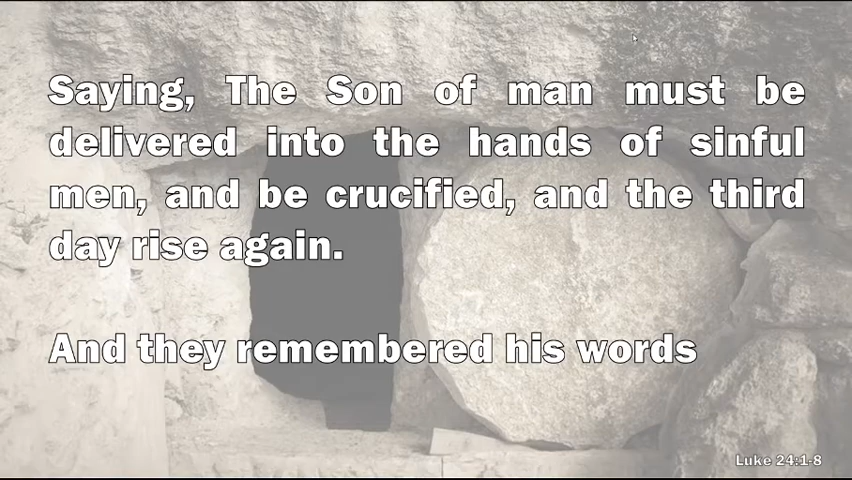 Saying, The Son of man must be
delivered into the hands of sinful
men, and be crucified, and the third
day rise again.
And they remembered his words
Luke 24:1-8